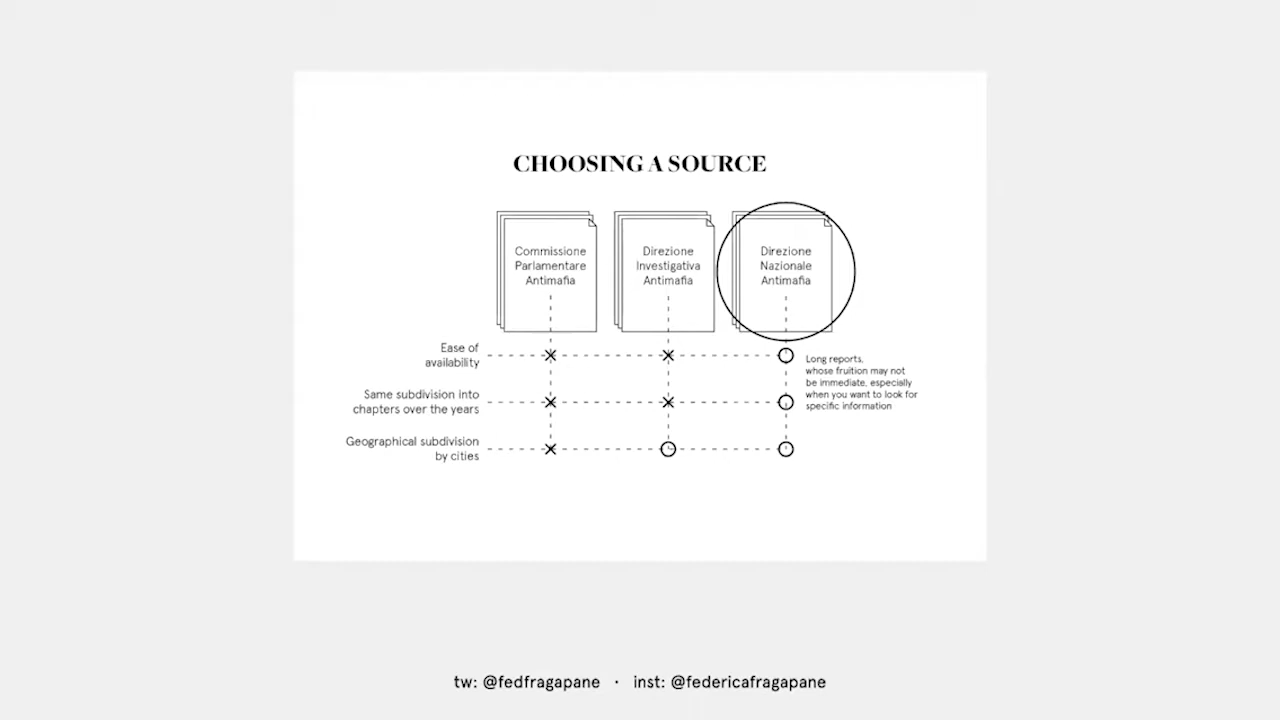 CHOOSING A SOURCE
Commissione
Parlamentare
Antimafia
Direzione
Investigativa
Antimafia
Direzione
Nazionale
Antimafia
Ease of
availability
Long reports,
whose fruition may not
be immediate, especially
when you want to look for
specific information
Same subdivision into
chapters over the years
Geographical subdivision
by cities
tw: @fedfragapane · inst: @federicafragapane